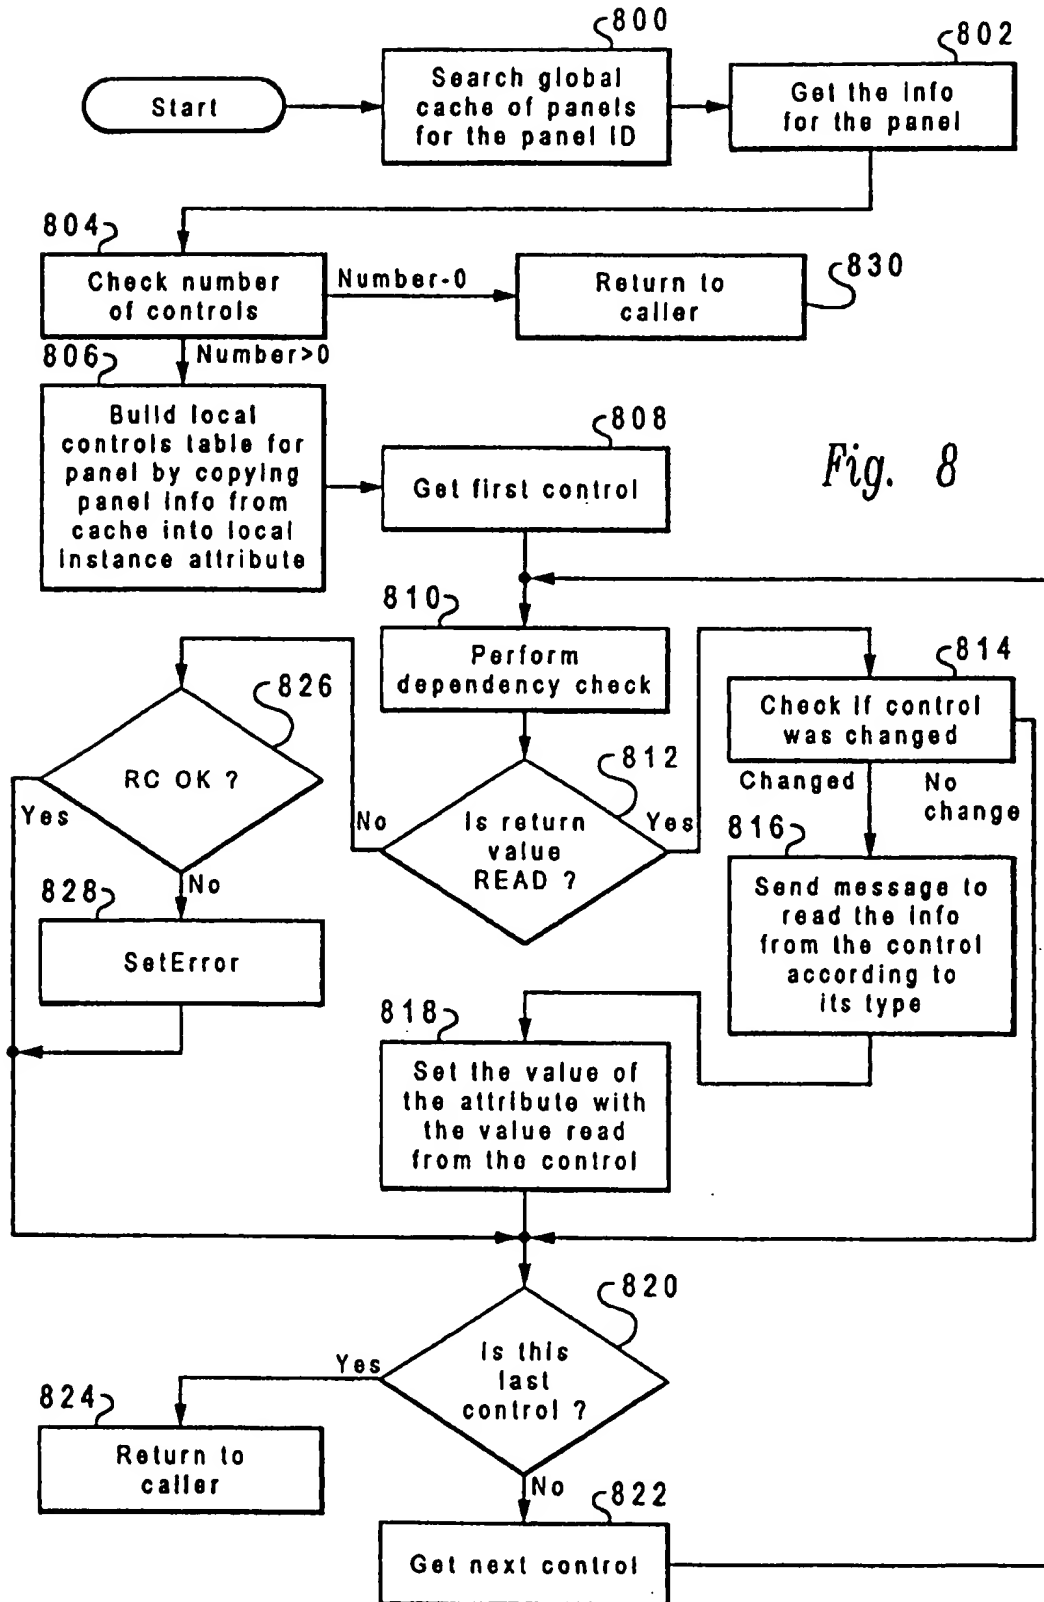 800
802
Start
Search global
cache of panels
for the panel ID
Get the info
for the panel
804
Check number
of controls
Number-0
Return to
caller
830
Number>0
806
Build local
controls table for
panel by copying
panel info from
cache into local
instance attribute
808
Get first control
Fig. 8
810
Perform
dependency check
814
Check if control
was changed
826
RC OK ?
Yes
No
812
Is return
value
READ ?
No
Yes
Changed
No
change
816
Send message to
read the info
from the control
according to
its type
828
SetError
818
Set the value of
the attribute with
the value read
from the control
820
Is this
last
control ?
Yes
824
Return to
caller
No
822
Get next control